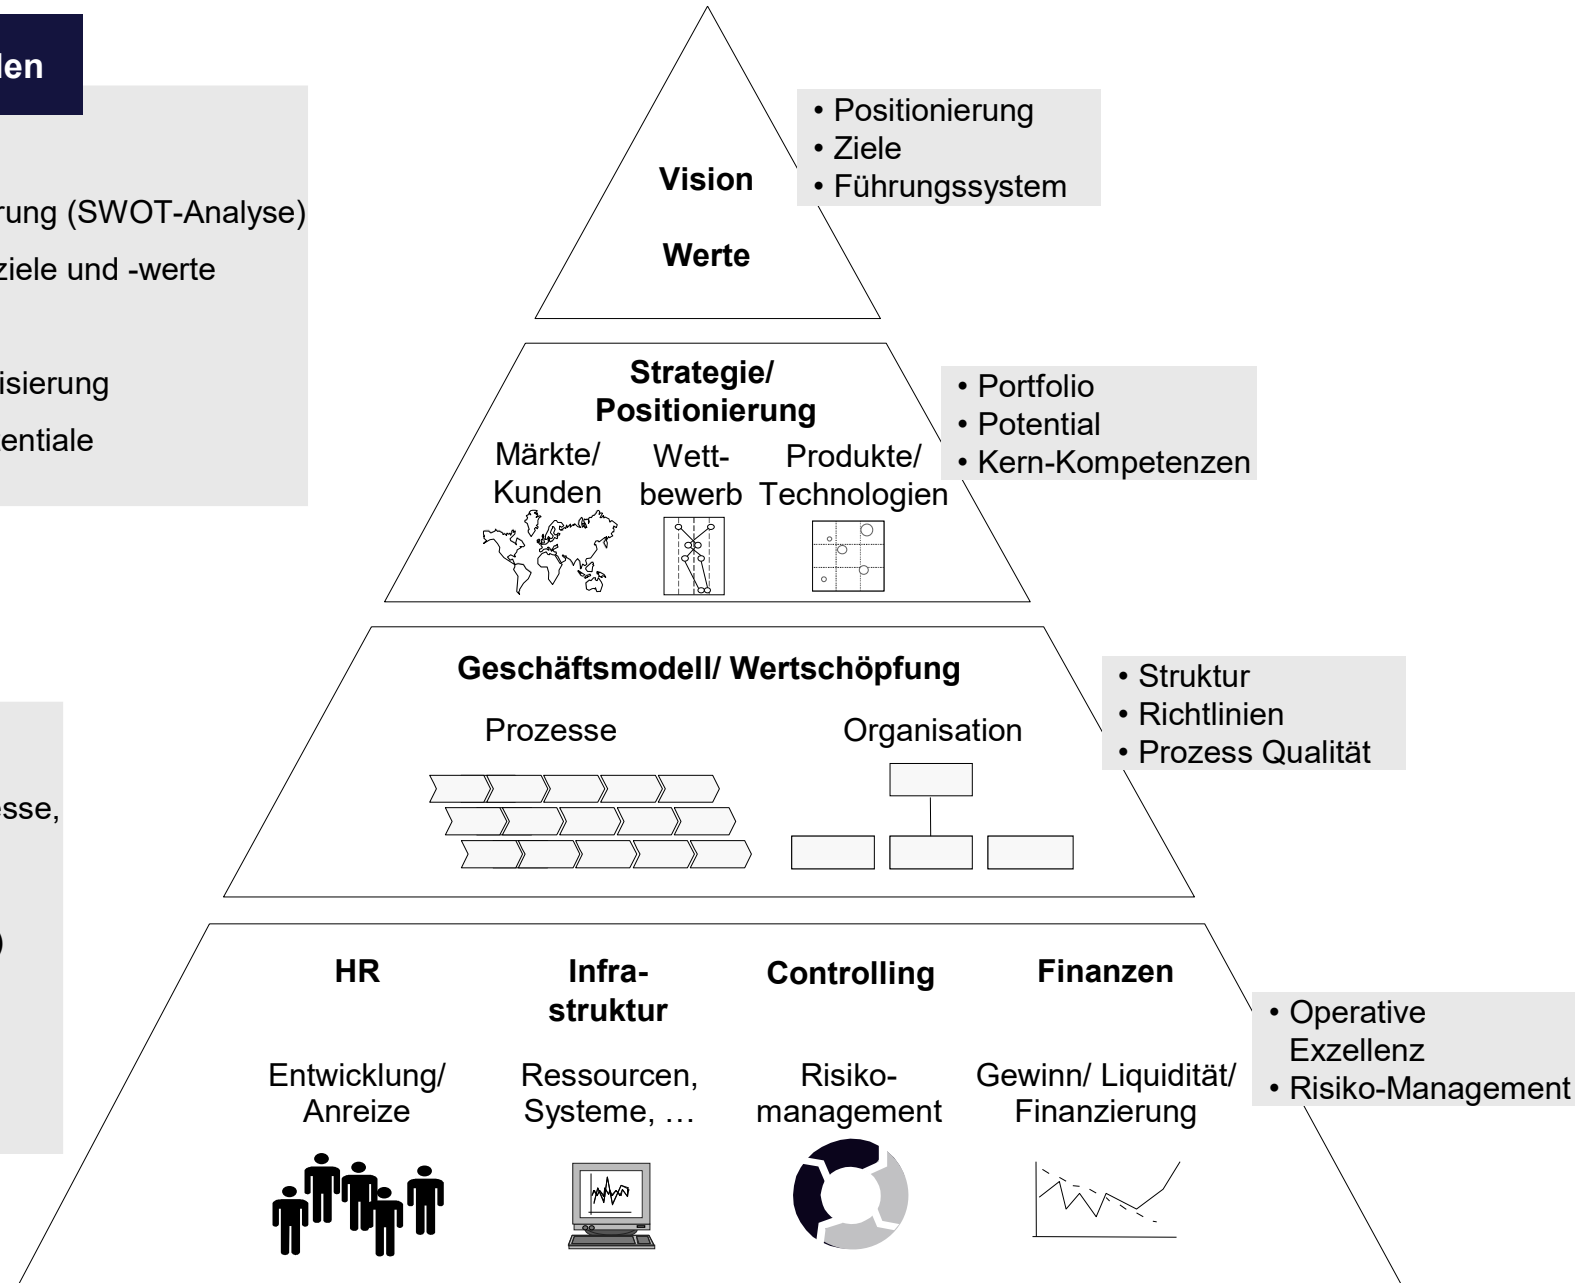 len
rung (SWOT-Analyse)
ziele und -werte
isierung
entiale
esse,
)
Vision
Werte
• Positionierung
• Ziele
• Führungssystem
Strategie/
Positionierung
Märkte/
Kunden
Wett-
bewerb
Produkte/
Technologien
• Portfolio
• Potential
• Kern-Kompetenzen
Geschäftsmodell/ Wertschöpfung
Prozesse
Organisation
• Struktur
• Richtlinien
• Prozess Qualität
HR
Infra-
struktur
Controlling
Finanzen
Entwicklung/
Anreize
Ressourcen,
Systeme, …
Risiko-
management
Gewinn/ Liquidität/
Finanzierung
• Operative
Exzellenz
• Risiko-Management